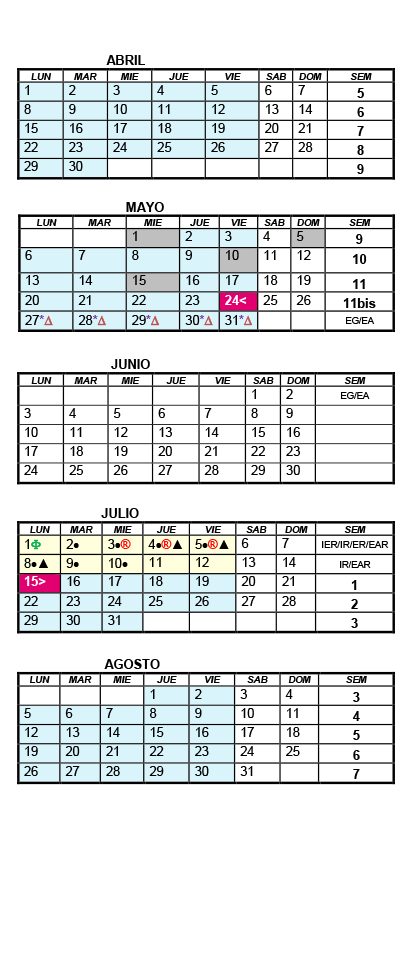 ABRIL
LUN MAR MIE JUE VIE SAB DOM SEM
1 2 3 4 5 6 7 5
8 9 10 11 12 13 14 6
15 16 17 18 19 20 21 7
22 23 24 25 26 27 28 8
29 30 9
MAYO
LUN MAR MIE JUE VIE SAB DOM SEM
1 2 3 4 5 9
6 7 8 9 10 11 12 10
13 14 15 16 17 18 19 11
20 21 22 23 24< 25 26 11bis
27*Δ 28*Δ 29*Δ 30*Δ 31*Δ EG/EA
JUNIO
LUN MAR MIE JUE VIE SAB DOM SEM
1 2 EG/EA
3 4 5 6 7 8 9
10 11 12 13 14 15 16
17 18 19 20 21 22 23
24 25 26 27 28 29 30
JULIO
LUN MAR MIE JUE VIE SAB DOM SEM
1Φ 2● 3●® 4●®▲ 5●®▲ 6 7 IER/IR/ER/EAR
8●▲ 9● 10● 11 12 13 14 IR/EAR
15> 16 17 18 19 20 21 1
22 23 24 25 26 27 28 2
29 30 31 3
AGOSTO
LUN MAR MIE JUE VIE SAB DOM SEM
1 2 3 4 3
5 6 7 8 9 10 11 4
12 13 14 15 16 17 18 5
19 20 21 22 23 24 25 6
26 27 28 29 30 31 7